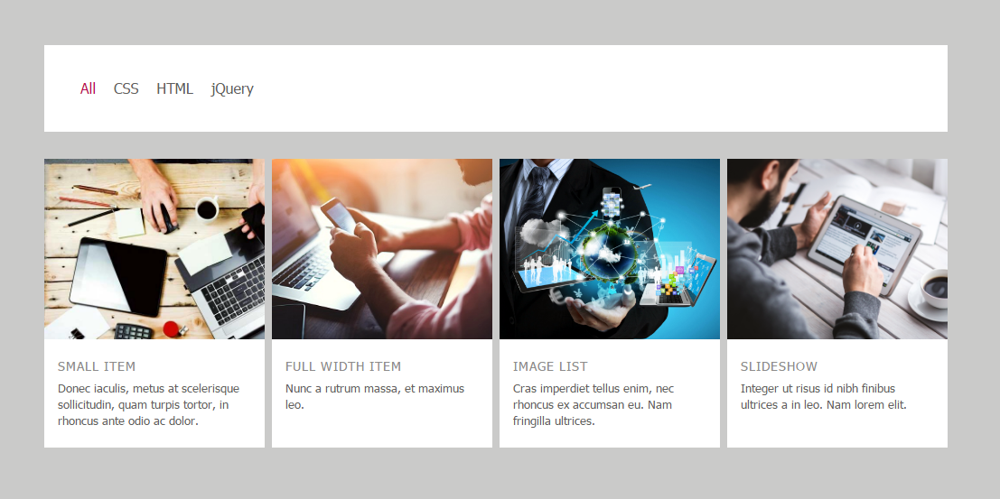 All CSS HTML jQuery
SMALL ITEM
Donec iaculis, metus at scelerisque
sollicitudin, quam turpis tortor, in
rhoncus ante odio ac dolor.
FULL WIDTH ITEM
Nunc a rutrum massa, et maximus
leo.
IMAGE LIST
Cras imperdiet tellus enim, nec
rhoncus ex accumsan eu. Nam
fringilla ultrices.
SLIDESHOW
Integer ut risus id nibh finibus
ultrices a in leo. Nam lorem elit.